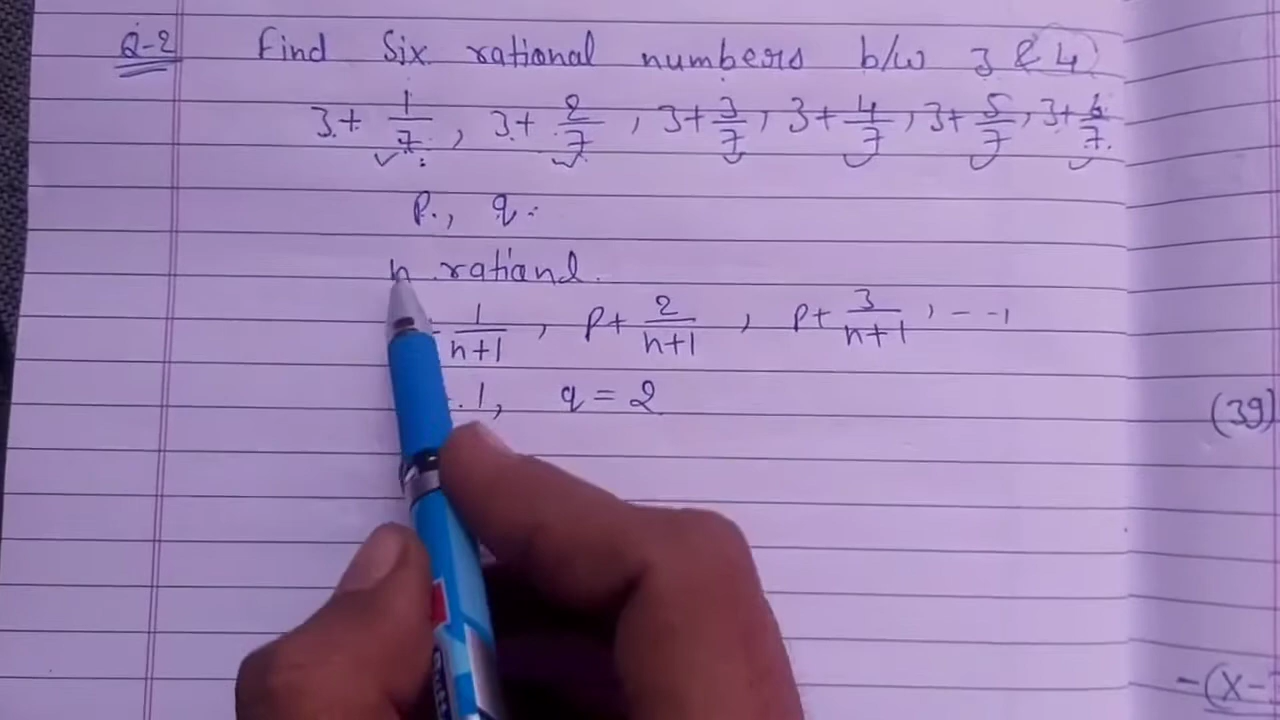 Q-2 Find Six rational numbers b/w 3 & 4
3+ 1/7, 3+ 2/7, 3+ 3/7, 3+ 4/7, 3+ 5/7, 3+ 6/7.
p., q.
n rational.
1/n+1, p+ 2/n+1, p+ 3/n+1, ---
.1, q = 2
(39)
-(x-